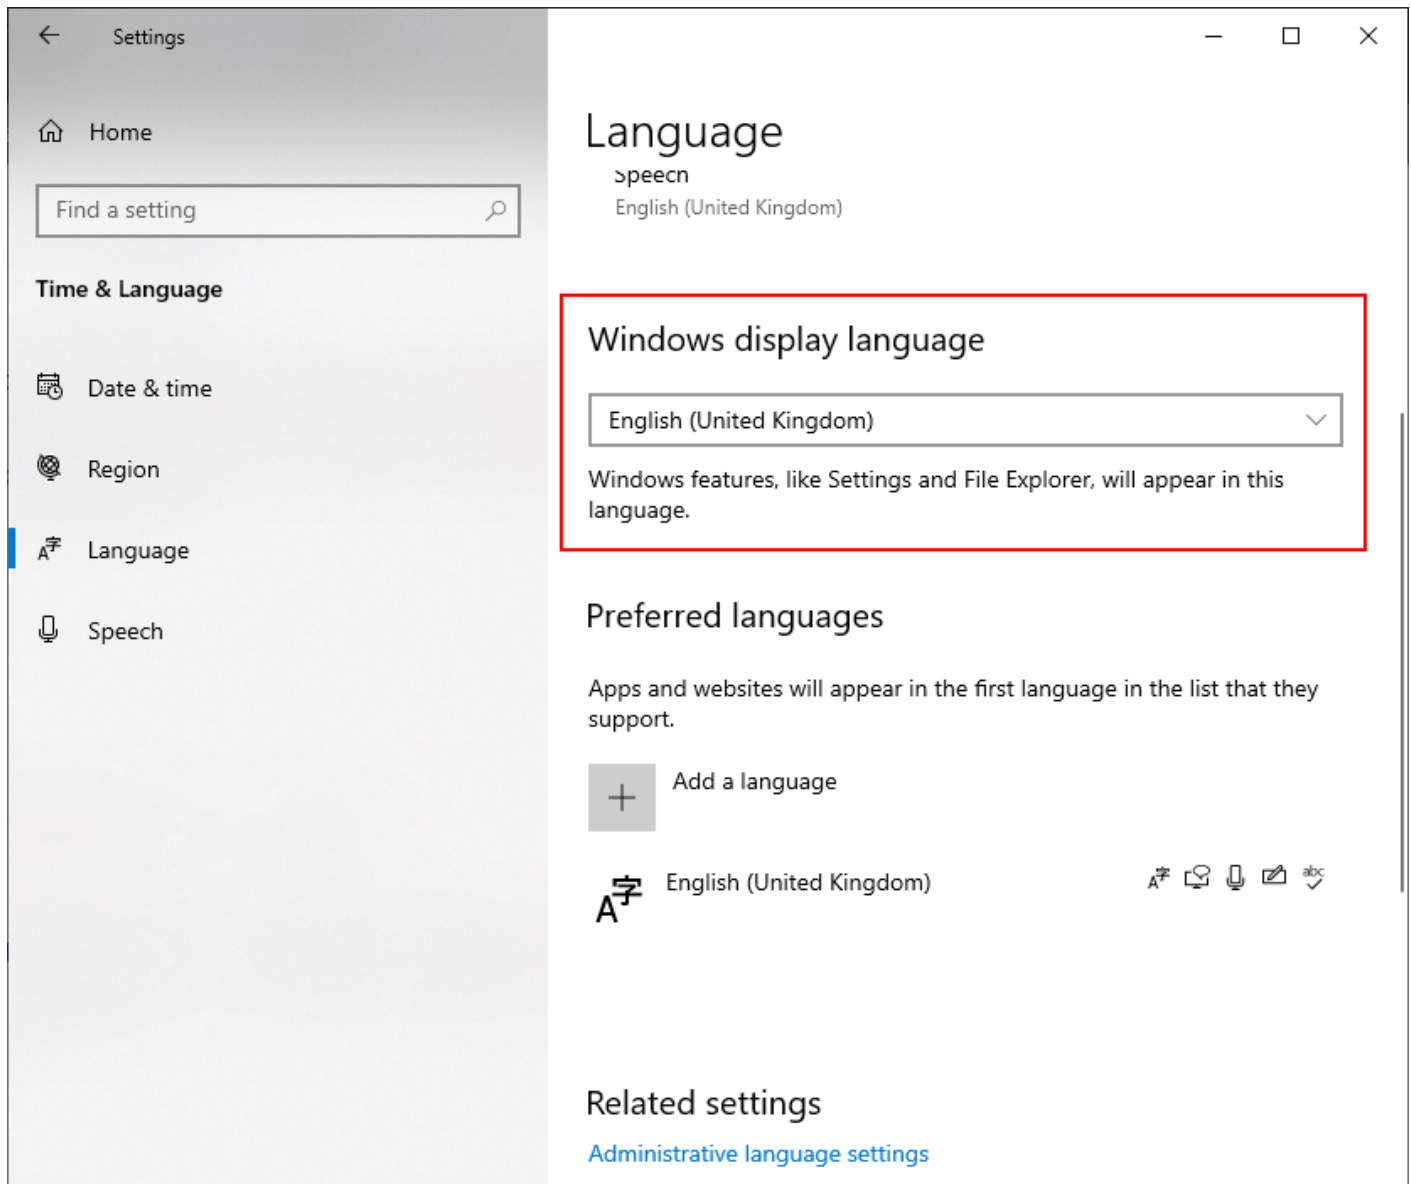 Settings
Home
Find a setting
Time & Language
Date & time
Region
Language
Speech
Language
Speech
English (United Kingdom)
Windows display language
English (United Kingdom)
Windows features, like Settings and File Explorer, will appear in this
language.
Preferred languages
Apps and websites will appear in the first language in the list that they
support.
Add a language
English (United Kingdom)
Related settings
Administrative language settings